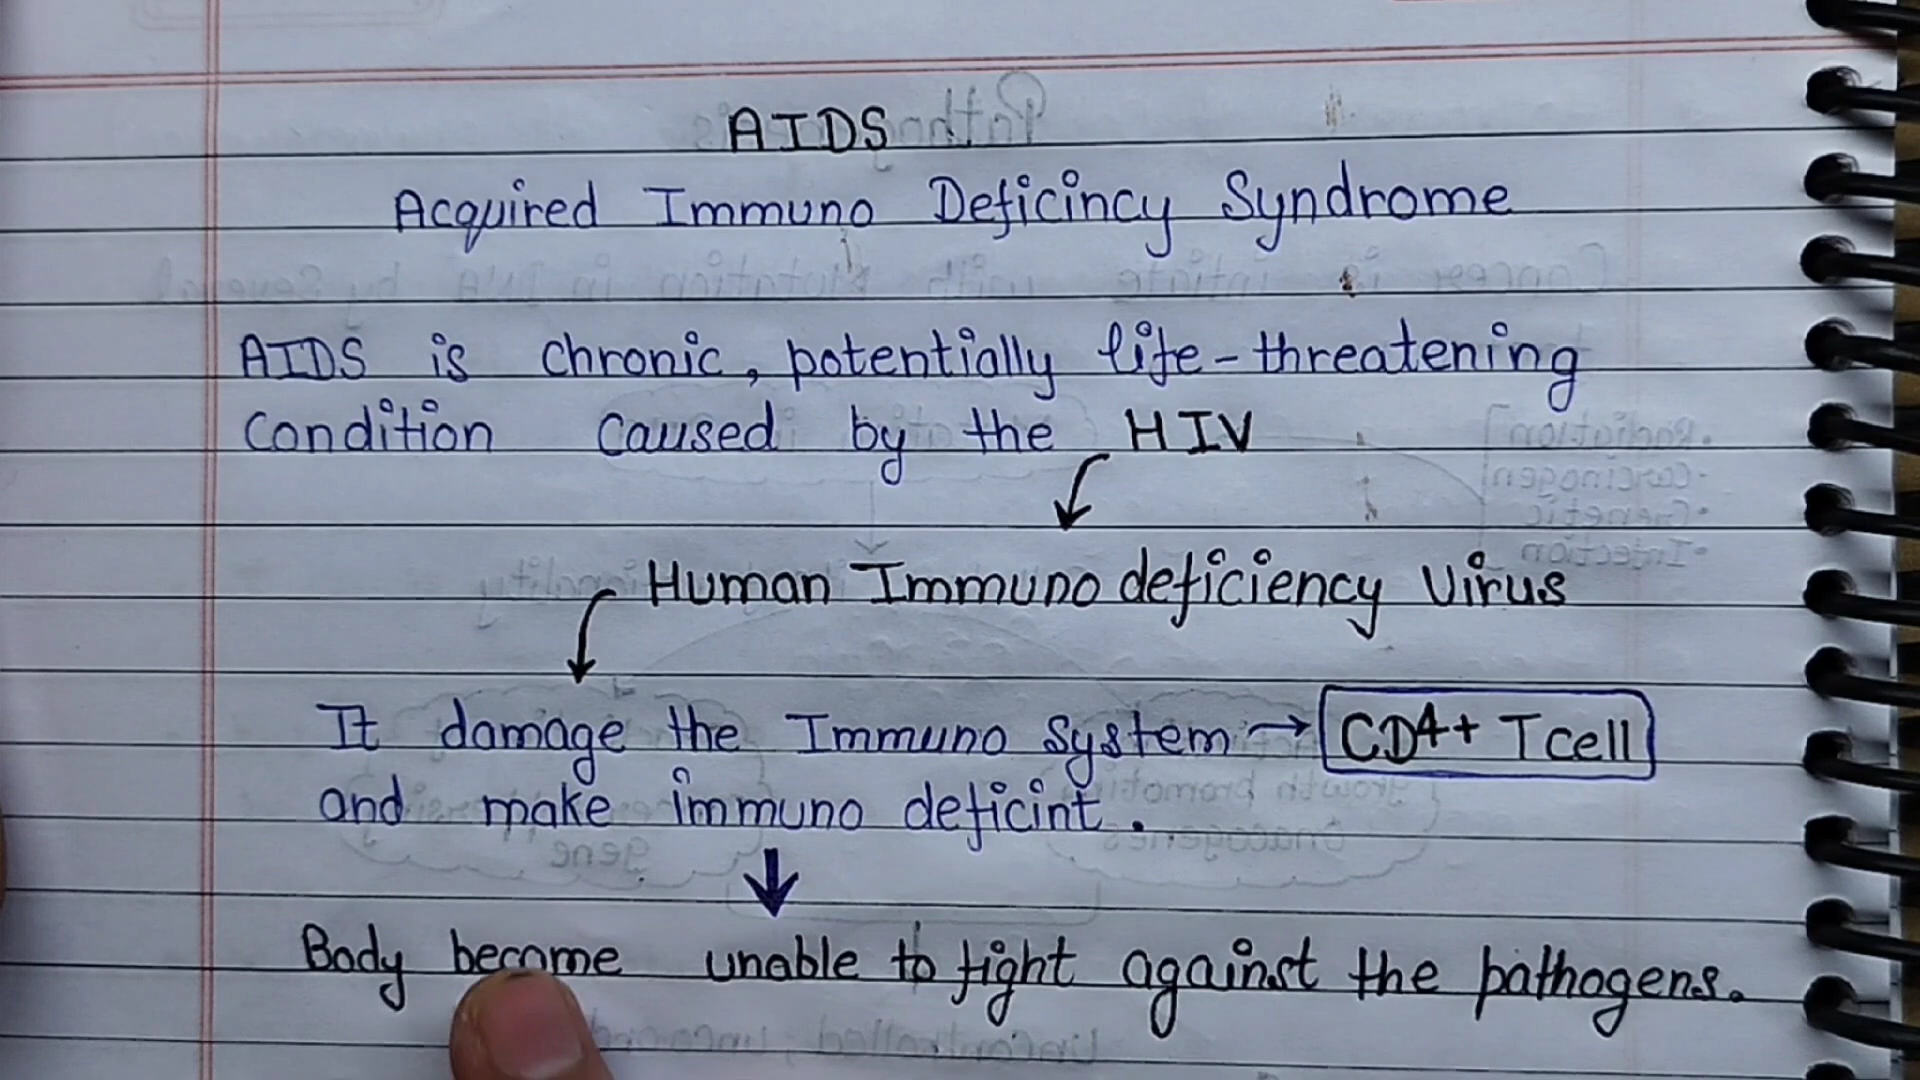 AIDS
Acquired Immuno Deficincy Syndrome
AIDS is chronic, potentially life-threatening
condition caused by the HIV
Human Immuno deficiency Virus
It damage the Immuno System → CD4+ T cell
and make immuno deficint.
Body become unable to fight against the pathogens.